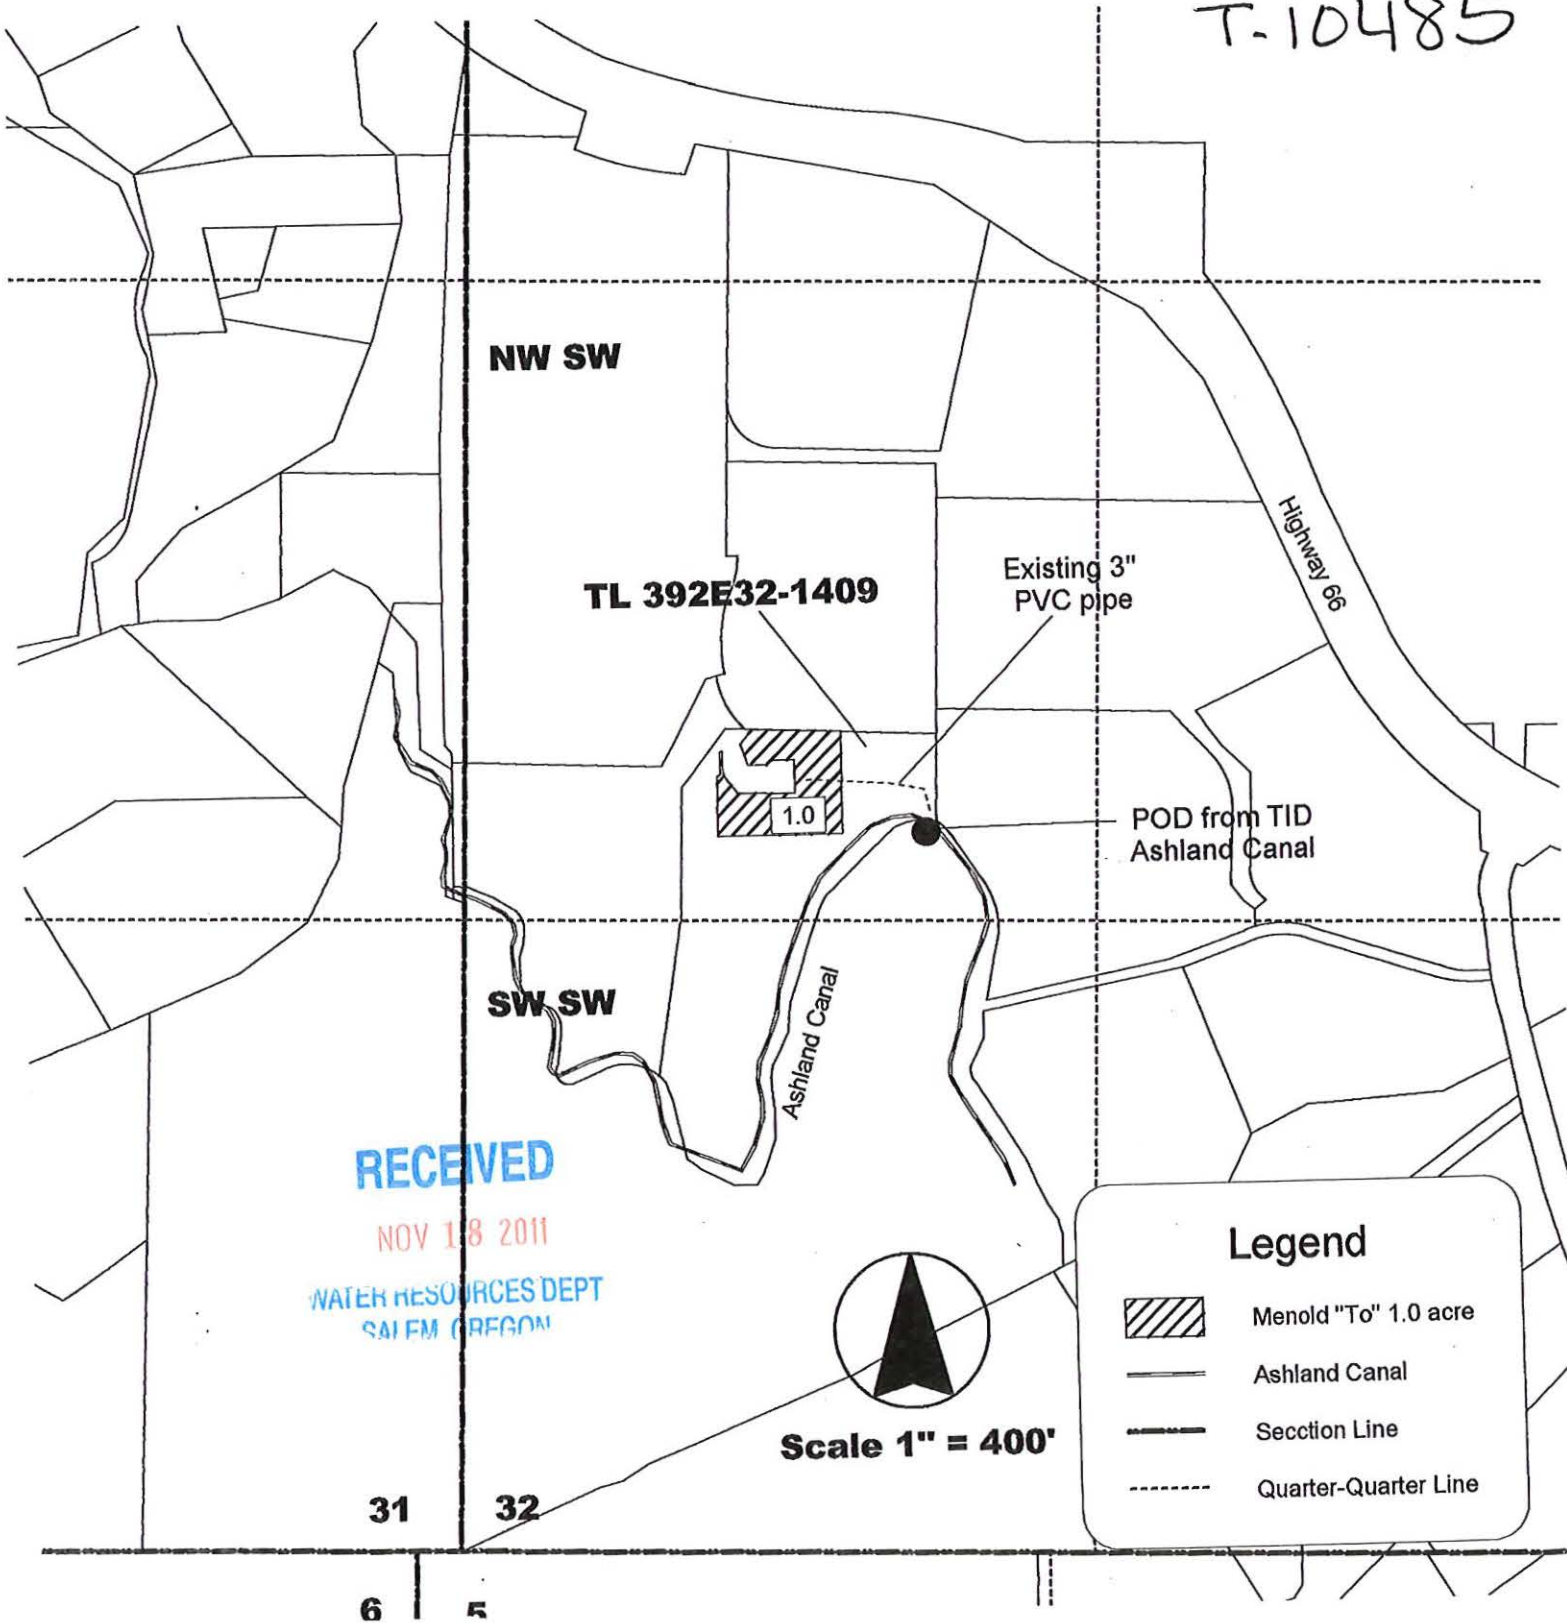 T-10485
NW SW
Highway 66
Existing 3"
PVC pipe
TL 392E32-1409
1.0
POD from TID
Ashland Canal
SW SW
Ashland Canal
RECEIVED
NOV 18 2011
WATER RESOURCES DEPT
SALEM OREGON
Legend
Menold "To" 1.0 acre
Ashland Canal
Secction Line
Quarter-Quarter Line
Scale 1" = 400'
31 32
6 5